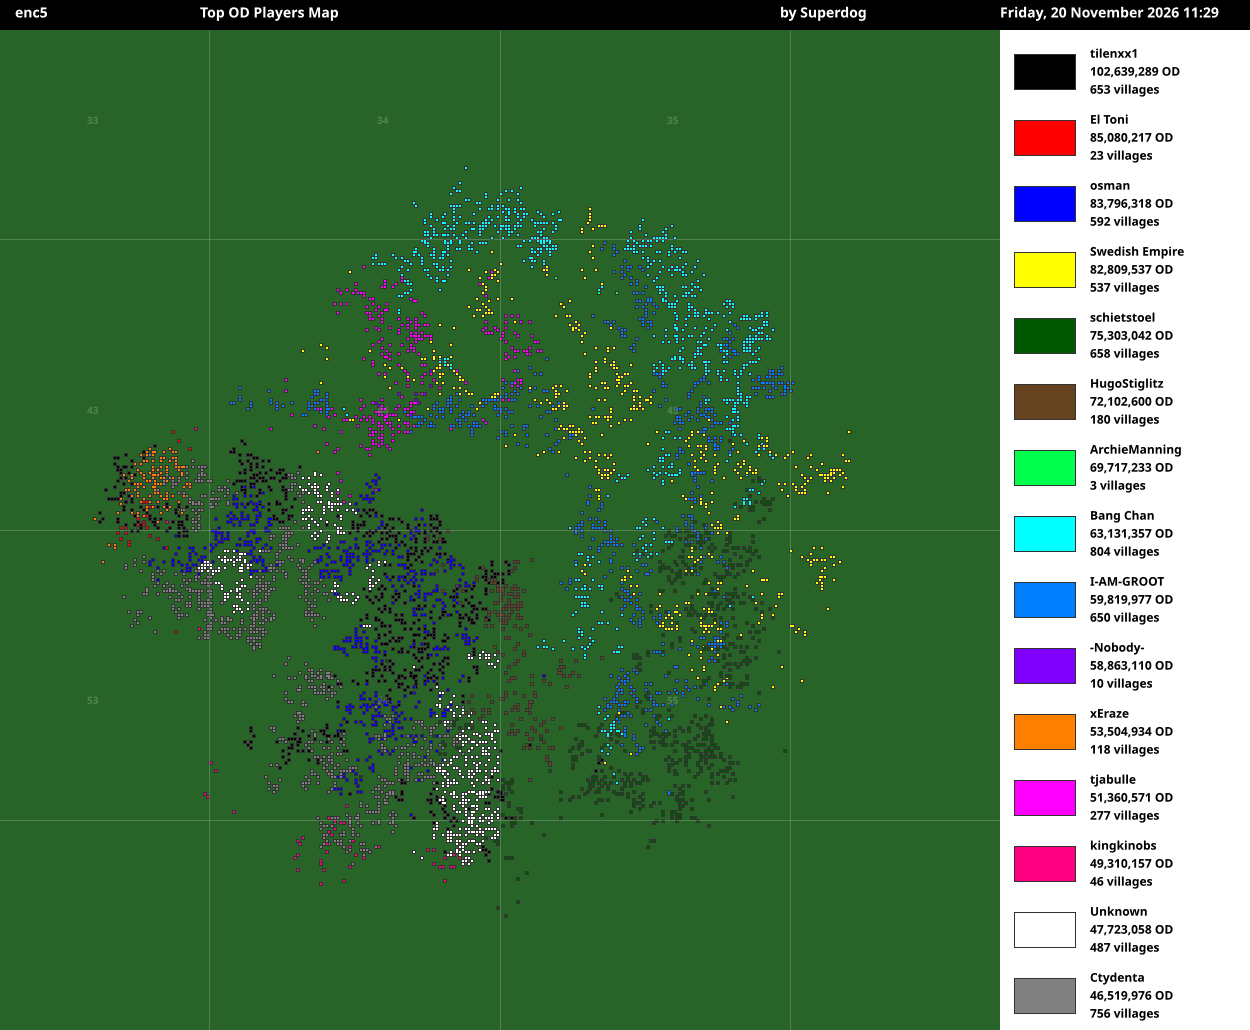 enc5 Top OD Players Map by Superdog Friday, 20 November 2026 11:29
33 34 35
43 45
53 55
tilenxx1
102,639,289 OD
653 villages
El Toni
85,080,217 OD
23 villages
osman
83,796,318 OD
592 villages
Swedish Empire
82,809,537 OD
537 villages
schietstoel
75,303,042 OD
658 villages
HugoStiglitz
72,102,600 OD
180 villages
ArchieManning
69,717,233 OD
3 villages
Bang Chan
63,131,357 OD
804 villages
I-AM-GROOT
59,819,977 OD
650 villages
-Nobody-
58,863,110 OD
10 villages
xEraze
53,504,934 OD
118 villages
tjabulle
51,360,571 OD
277 villages
kingkinobs
49,310,157 OD
46 villages
Unknown
47,723,058 OD
487 villages
Ctydenta
46,519,976 OD
756 villages